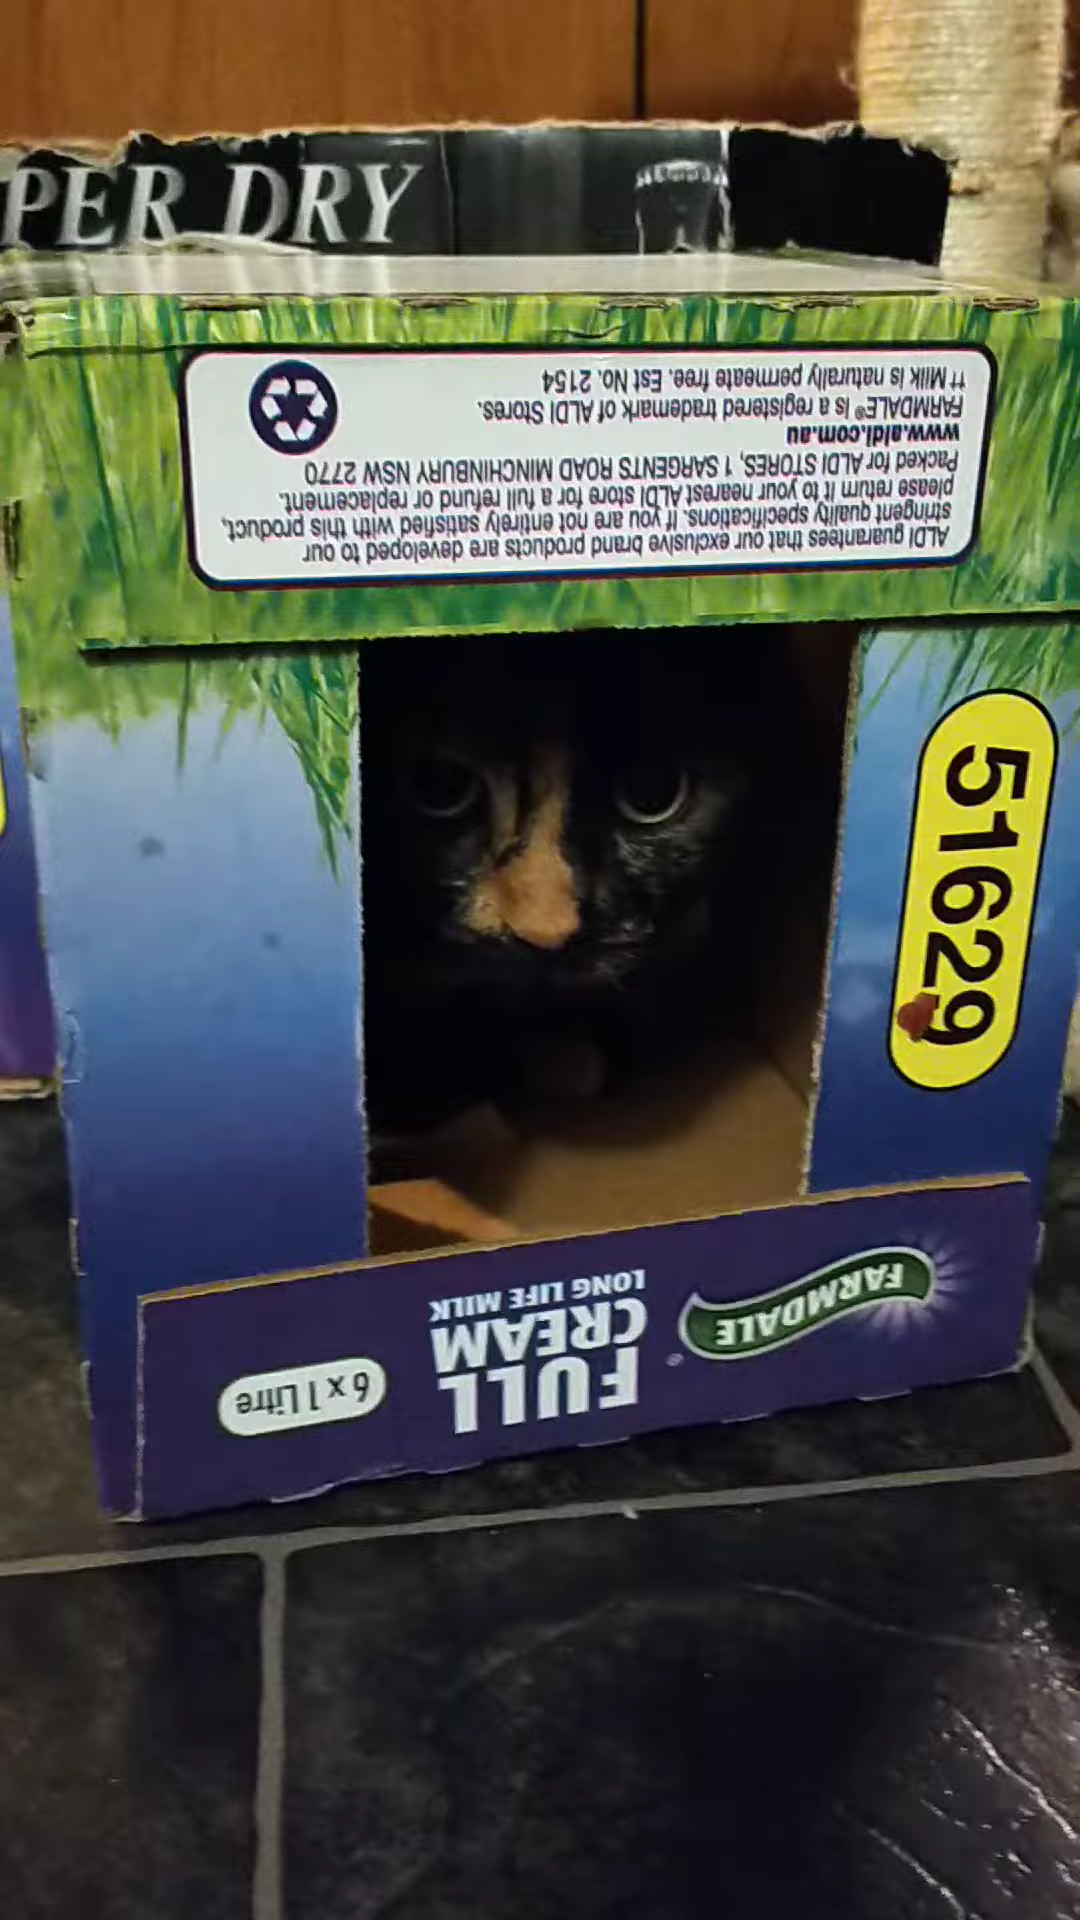 PER DRY
ALDI guarantees that our exclusive brand products are developed to our
stringent quality specifications. If you are not entirely satisfied with this product,
please return it to your nearest ALDI store for a full refund or replacement.
Packed for ALDI STORES, 1 SARGENTS ROAD MINCHINBURY NSW 2770
www.aldi.com.au
FARMDALE® is a registered trademark of ALDI Stores.
†† Milk is naturally permeate free. Est No. 2154
51629
FARMDALE
FULL
CREAM
LONG LIFE MILK
6 x 1 Litre